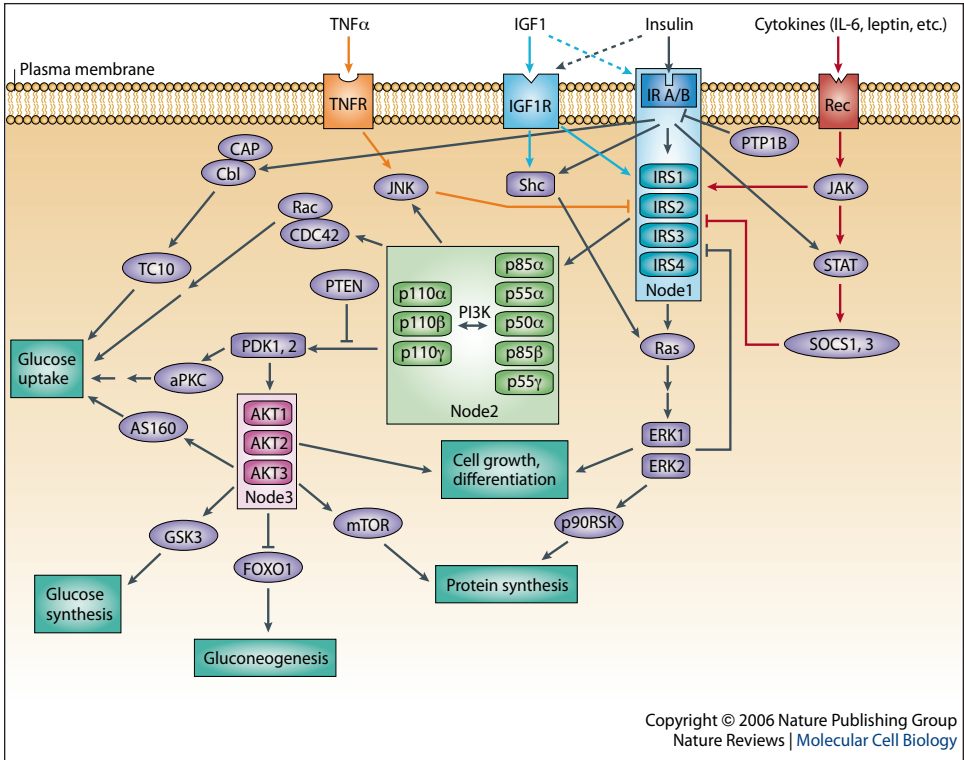 TNFα
IGF1
Insulin
Cytokines (IL-6, leptin, etc.)
Plasma membrane
TNFR
IGF1R
IR A/B
Rec
CAP
Cbl
PTP1B
JNK
Shc
IRS1
JAK
Rac
CDC42
IRS2
IRS3
TC10
PTEN
p85α
IRS4
STAT
p110α
p55α
Node1
p110β
PI3K
p50α
Glucose
uptake
PDK1, 2
p110γ
p85β
Ras
SOCS1, 3
aPKC
p55γ
AKT1
Node2
AS160
AKT2
ERK1
AKT3
Cell growth,
differentiation
ERK2
Node3
GSK3
mTOR
p90RSK
FOXO1
Glucose
synthesis
Protein synthesis
Gluconeogenesis
Copyright © 2006 Nature Publishing Group
Nature Reviews | Molecular Cell Biology